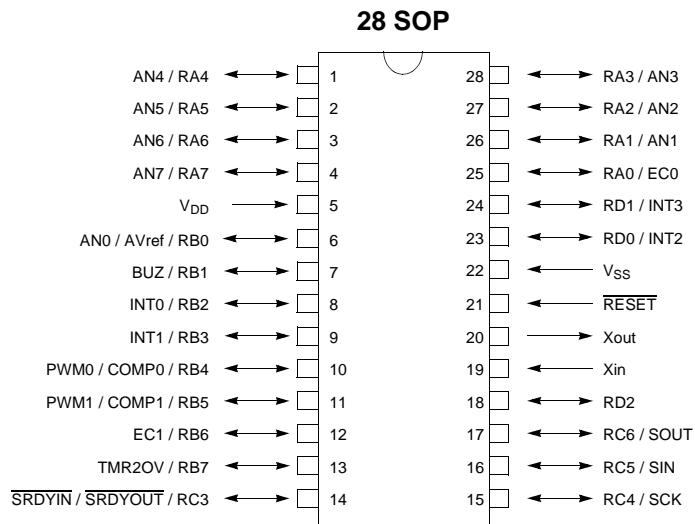 28 SOP
AN4 / RA4 1 28 RA3 / AN3
AN5 / RA5 2 27 RA2 / AN2
AN6 / RA6 3 26 RA1 / AN1
AN7 / RA7 4 25 RA0 / EC0
VDD 5 24 RD1 / INT3
AN0 / AVref / RB0 6 23 RD0 / INT2
BUZ / RB1 7 22 VSS
INT0 / RB2 8 21 RESET
INT1 / RB3 9 20 Xout
PWM0 / COMP0 / RB4 10 19 Xin
PWM1 / COMP1 / RB5 11 18 RD2
EC1 / RB6 12 17 RC6 / SOUT
TMR2OV / RB7 13 16 RC5 / SIN
SRDYIN / SRDYOUT / RC3 14 15 RC4 / SCK